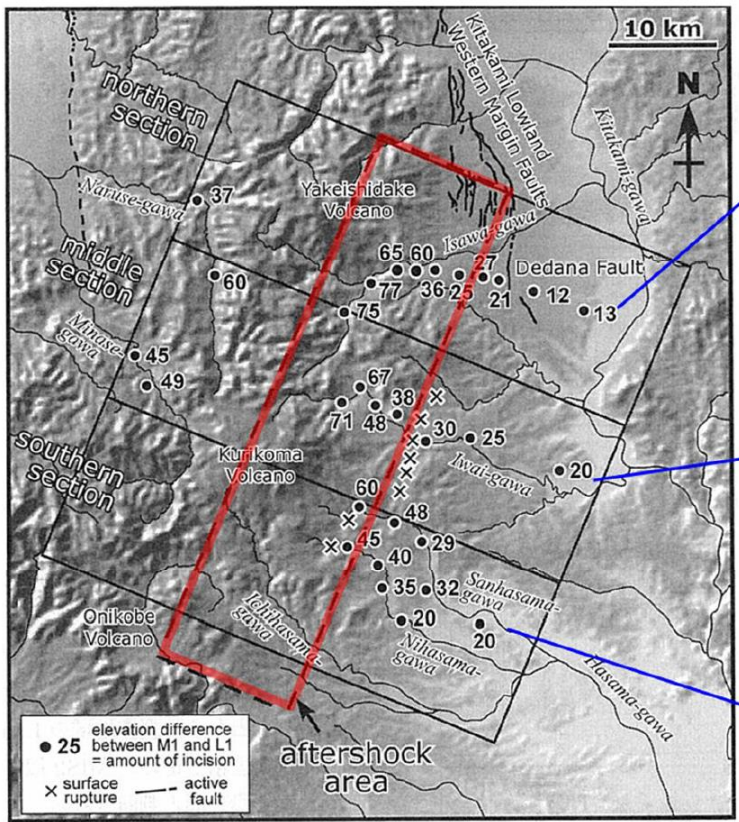 10 km
N
northern
section
middle
section
southern
section
Kitakami Lowland
Western Margin Faults
Kitakami-gawa
Naruse-gawa
37
Yakeishidake
Volcano
Isawa-gawa
60
65
60
77
36
25
27
21
Dedana Fault
12
13
75
Minase-
gawa
45
49
67
71
48
38
30
25
20
Kurikoma
Volcano
Iwai-gawa
60
48
45
40
29
35
32
20
20
Sanhasama-
gawa
Onikobe
Volcano
Ichihasama-
gawa
Nihasama-
gawa
Hasama-gawa
aftershock
area
25 elevation difference
between M1 and L1
= amount of incision
surface
rupture
active
fault